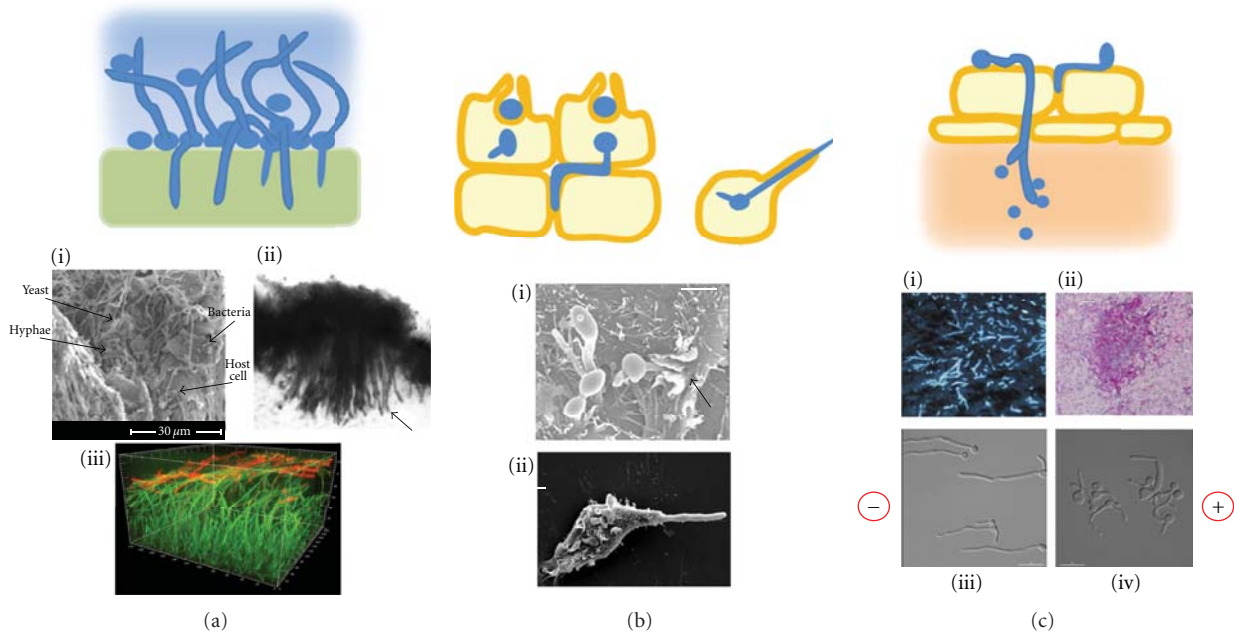 (i)
(ii)
Yeast
Bacteria
Hyphae
Host
cell
30 μm
(iii)
(a)
(i)
(ii)
(b)
(i)
(ii)
−
+
(iii)
(iv)
(c)